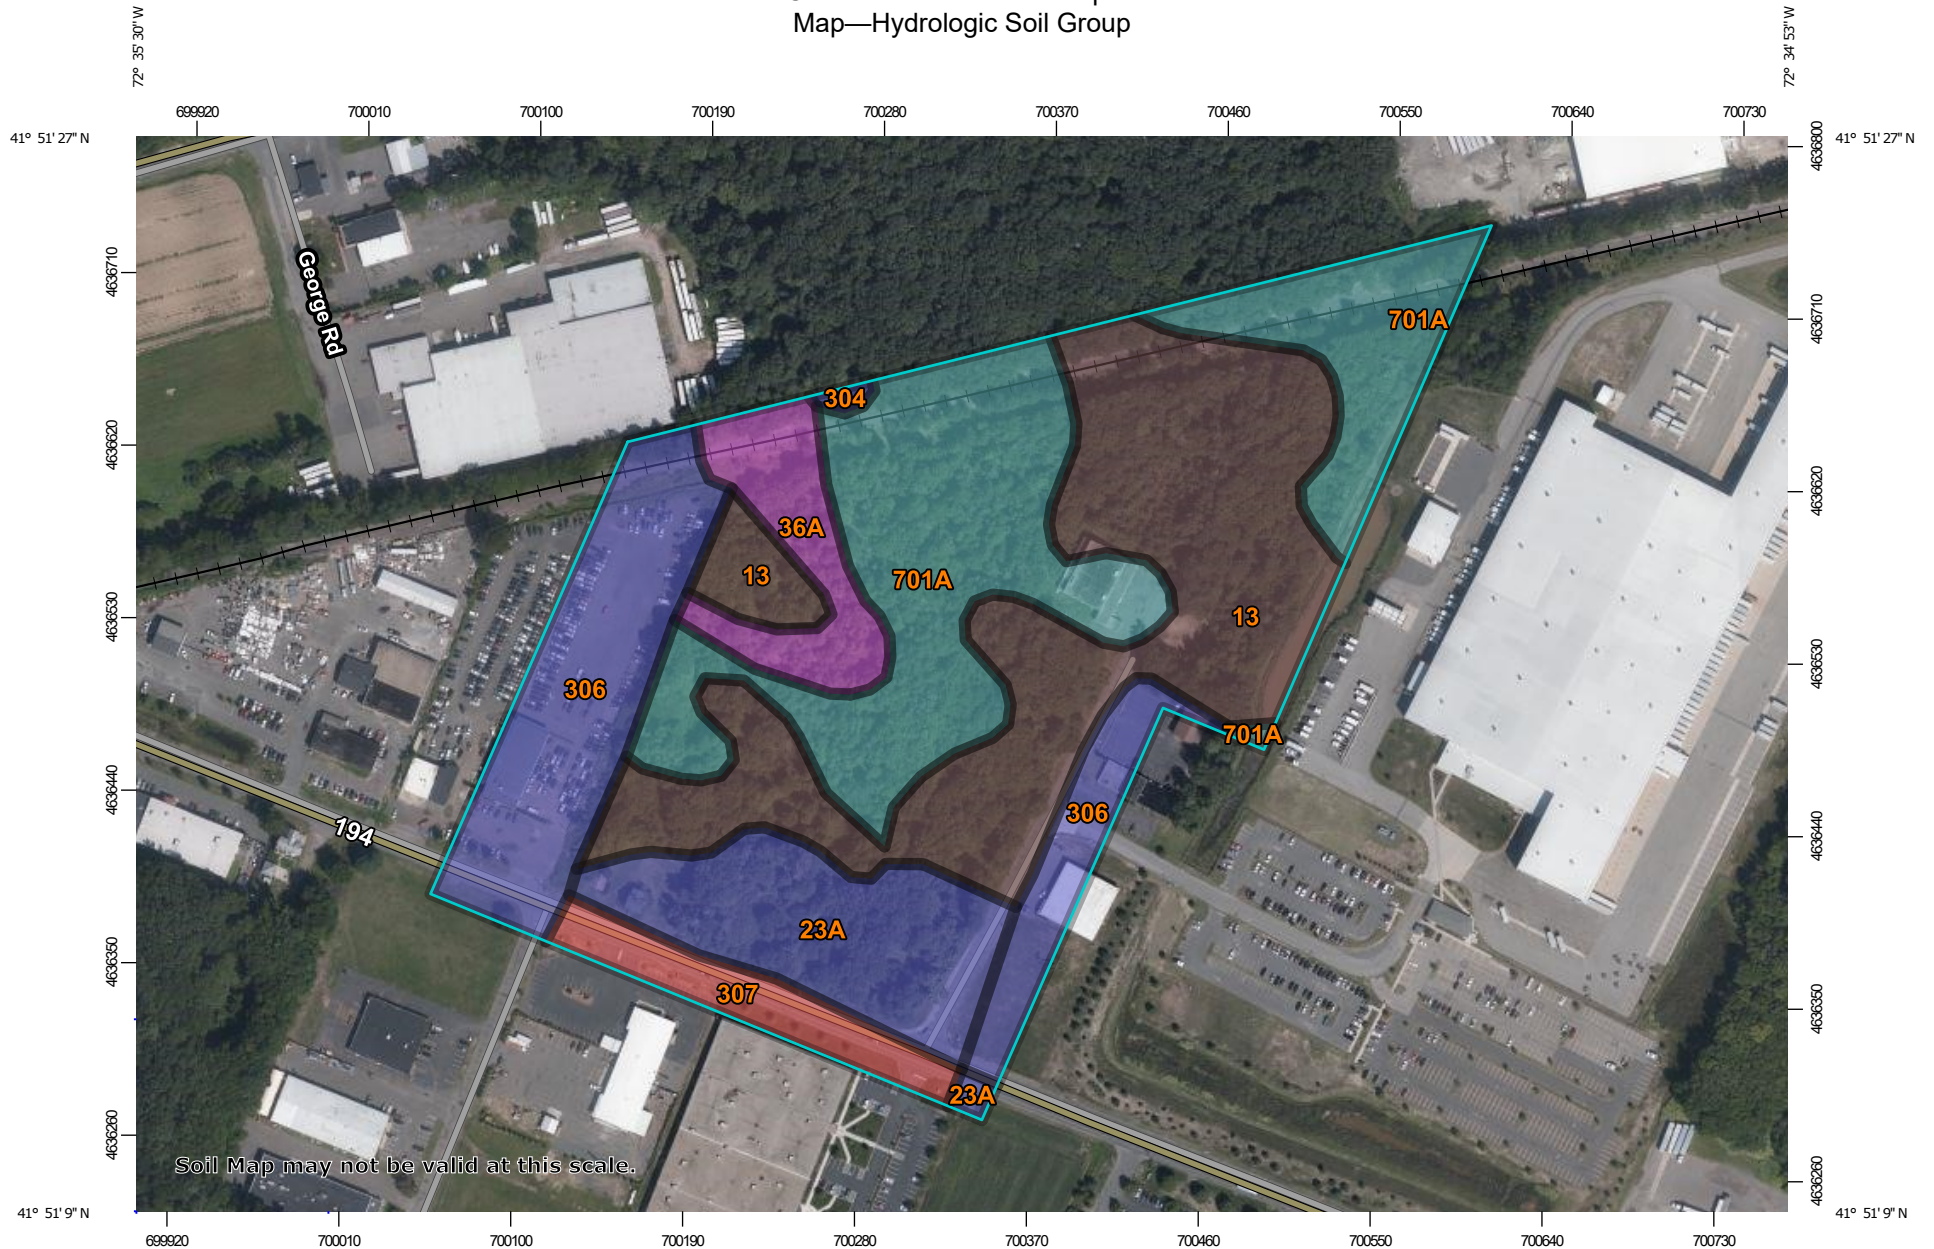 Map—Hydrologic Soil Group
72° 35' 30'' W
72° 34' 53'' W
699920 700010 700100 700190 700280 700370 700460 700550 700640 700730
41° 51' 27'' N
41° 51' 27'' N
4636800
4636710
4636710
4636620
4636620
4636530
4636530
4636440
4636440
4636350
4636350
4636260
4636260
George Rd
701A
304
36A
13
701A
13
306
701A
306
194
23A
307
23A
Soil Map may not be valid at this scale.
41° 51' 9'' N
41° 51' 9'' N
699920 700010 700100 700190 700280 700370 700460 700550 700640 700730